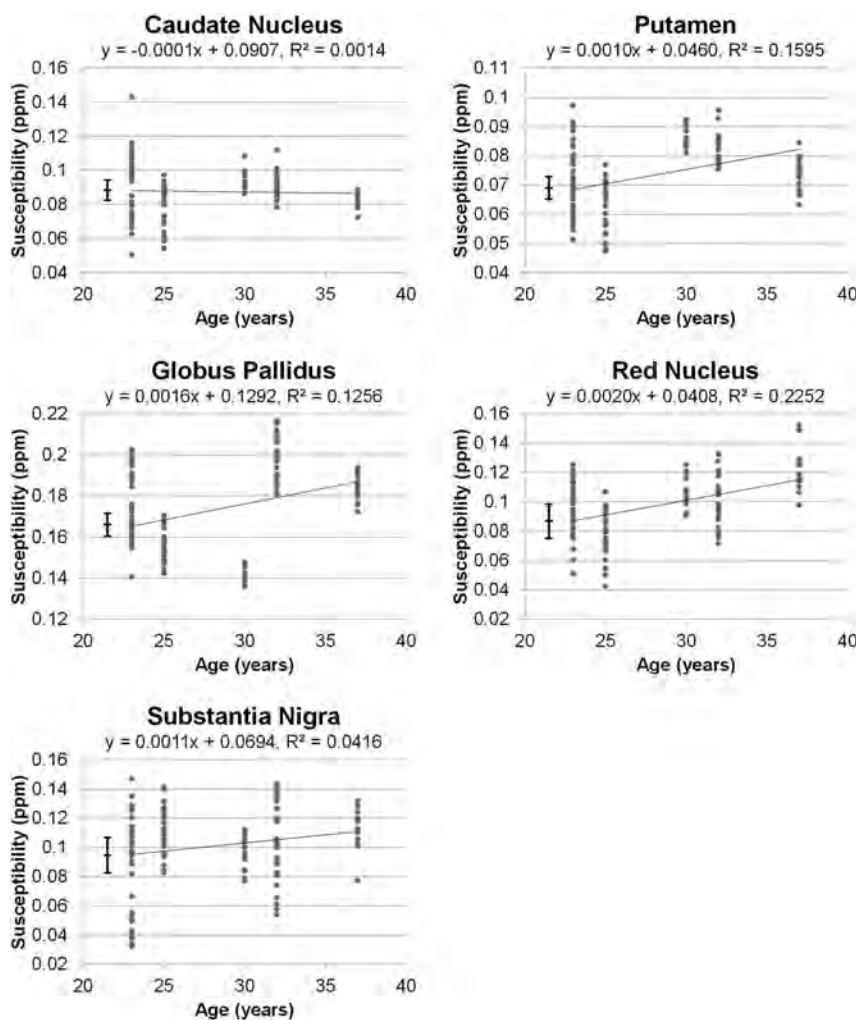 Caudate Nucleus
y = -0.0001x + 0.0907, R² = 0.0014
Susceptibility (ppm)
0.16
0.14
0.12
0.1
0.08
0.06
0.04
20 25 30 35 40
Age (years)
Putamen
y = 0.0010x + 0.0460, R² = 0.1595
Susceptibility (ppm)
0.11
0.1
0.09
0.08
0.07
0.06
0.05
0.04
20 25 30 35 40
Age (years)
Globus Pallidus
y = 0.0016x + 0.1292, R² = 0.1256
Susceptibility (ppm)
0.22
0.2
0.18
0.16
0.14
0.12
20 25 30 35 40
Age (years)
Red Nucleus
y = 0.0020x + 0.0408, R² = 0.2252
Susceptibility (ppm)
0.16
0.14
0.12
0.1
0.08
0.06
0.04
0.02
20 25 30 35 40
Age (years)
Substantia Nigra
y = 0.0011x + 0.0694, R² = 0.0416
Susceptibility (ppm)
0.16
0.14
0.12
0.1
0.08
0.06
0.04
0.02
20 25 30 35 40
Age (years)